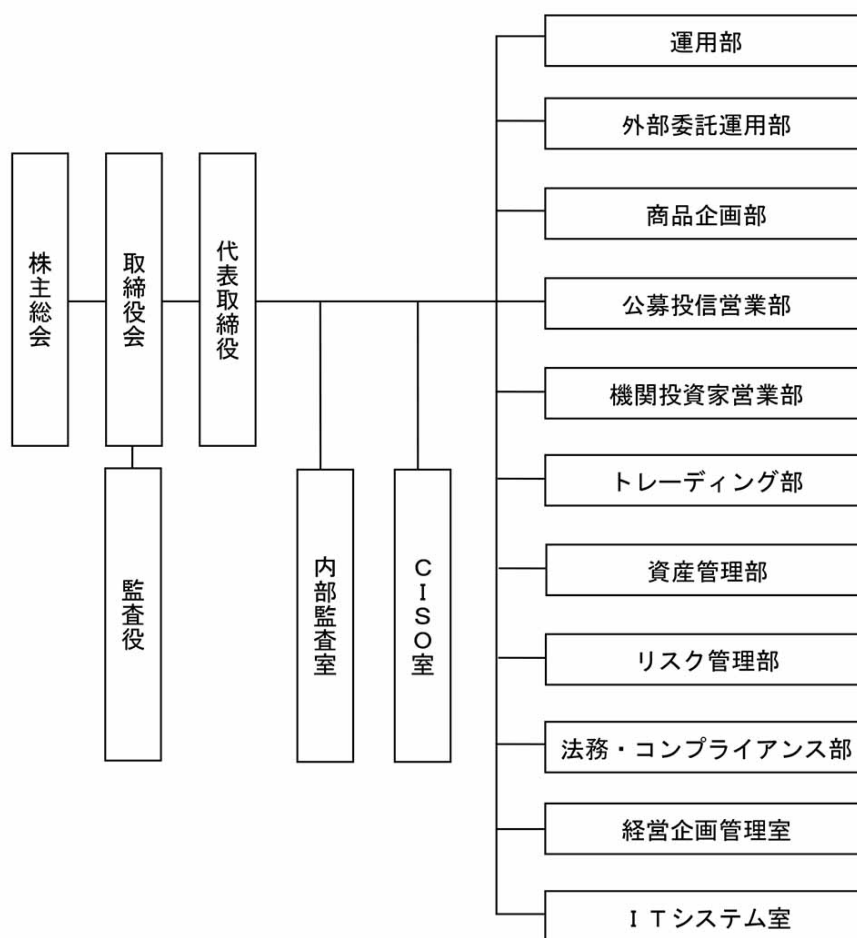 株主総会
取締役会
代表取締役
監査役
内部監査室
ＣＩＳＯ室
運用部
外部委託運用部
商品企画部
公募投信営業部
機関投資家営業部
トレーディング部
資産管理部
リスク管理部
法務・コンプライアンス部
経営企画管理室
ＩＴシステム室